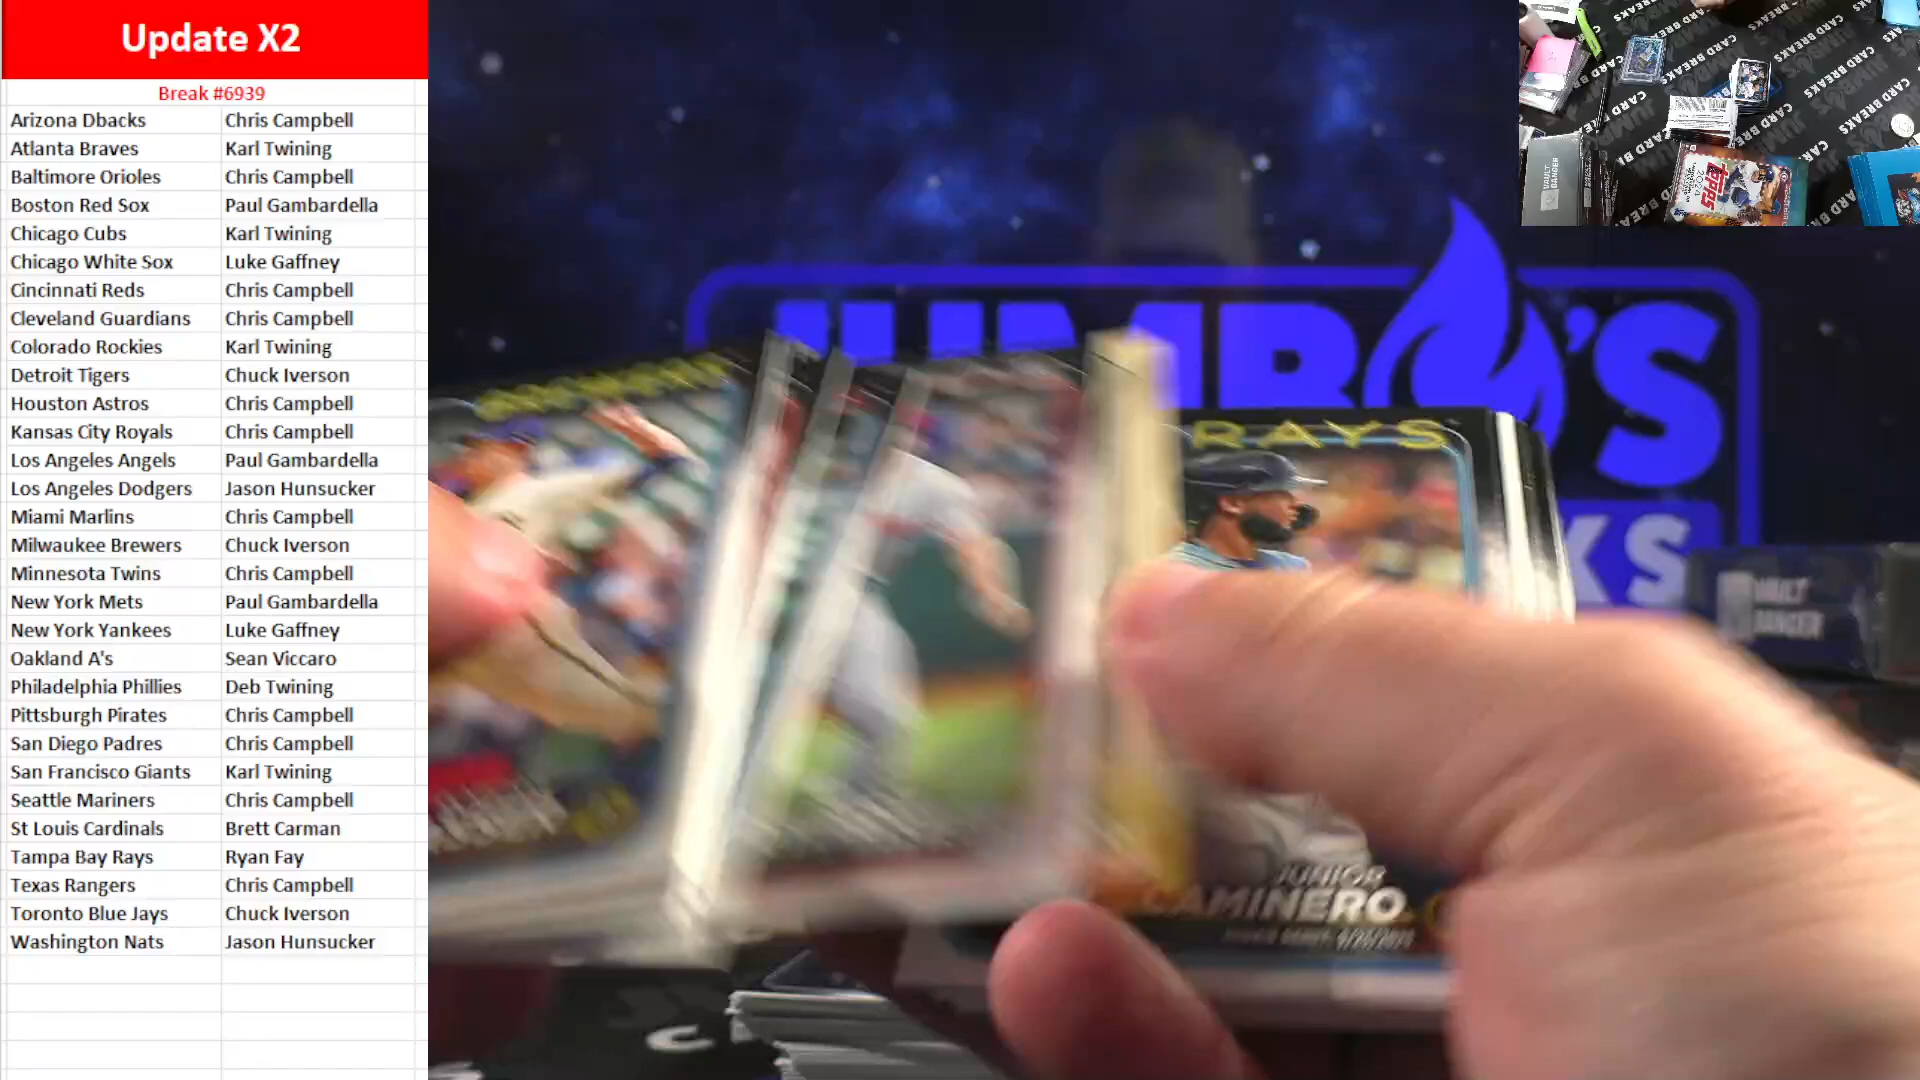 Update X2
Break #6939
Arizona Dbacks Chris Campbell
Atlanta Braves Karl Twining
Baltimore Orioles Chris Campbell
Boston Red Sox Paul Gambardella
Chicago Cubs Karl Twining
Chicago White Sox Luke Gaffney
Cincinnati Reds Chris Campbell
Cleveland Guardians Chris Campbell
Colorado Rockies Karl Twining
Detroit Tigers Chuck Iverson
Houston Astros Chris Campbell
Kansas City Royals Chris Campbell
Los Angeles Angels Paul Gambardella
Los Angeles Dodgers Jason Hunsucker
Miami Marlins Chris Campbell
Milwaukee Brewers Chuck Iverson
Minnesota Twins Chris Campbell
New York Mets Paul Gambardella
New York Yankees Luke Gaffney
Oakland A's Sean Viccaro
Philadelphia Phillies Deb Twining
Pittsburgh Pirates Chris Campbell
San Diego Padres Chris Campbell
San Francisco Giants Karl Twining
Seattle Mariners Chris Campbell
St Louis Cardinals Brett Carman
Tampa Bay Rays Ryan Fay
Texas Rangers Chris Campbell
Toronto Blue Jays Chuck Iverson
Washington Nats Jason Hunsucker
RAYS
JUNIOR
CAMINERO
VAULT
RANGER
CARD BREAKS
2024
TOPPS